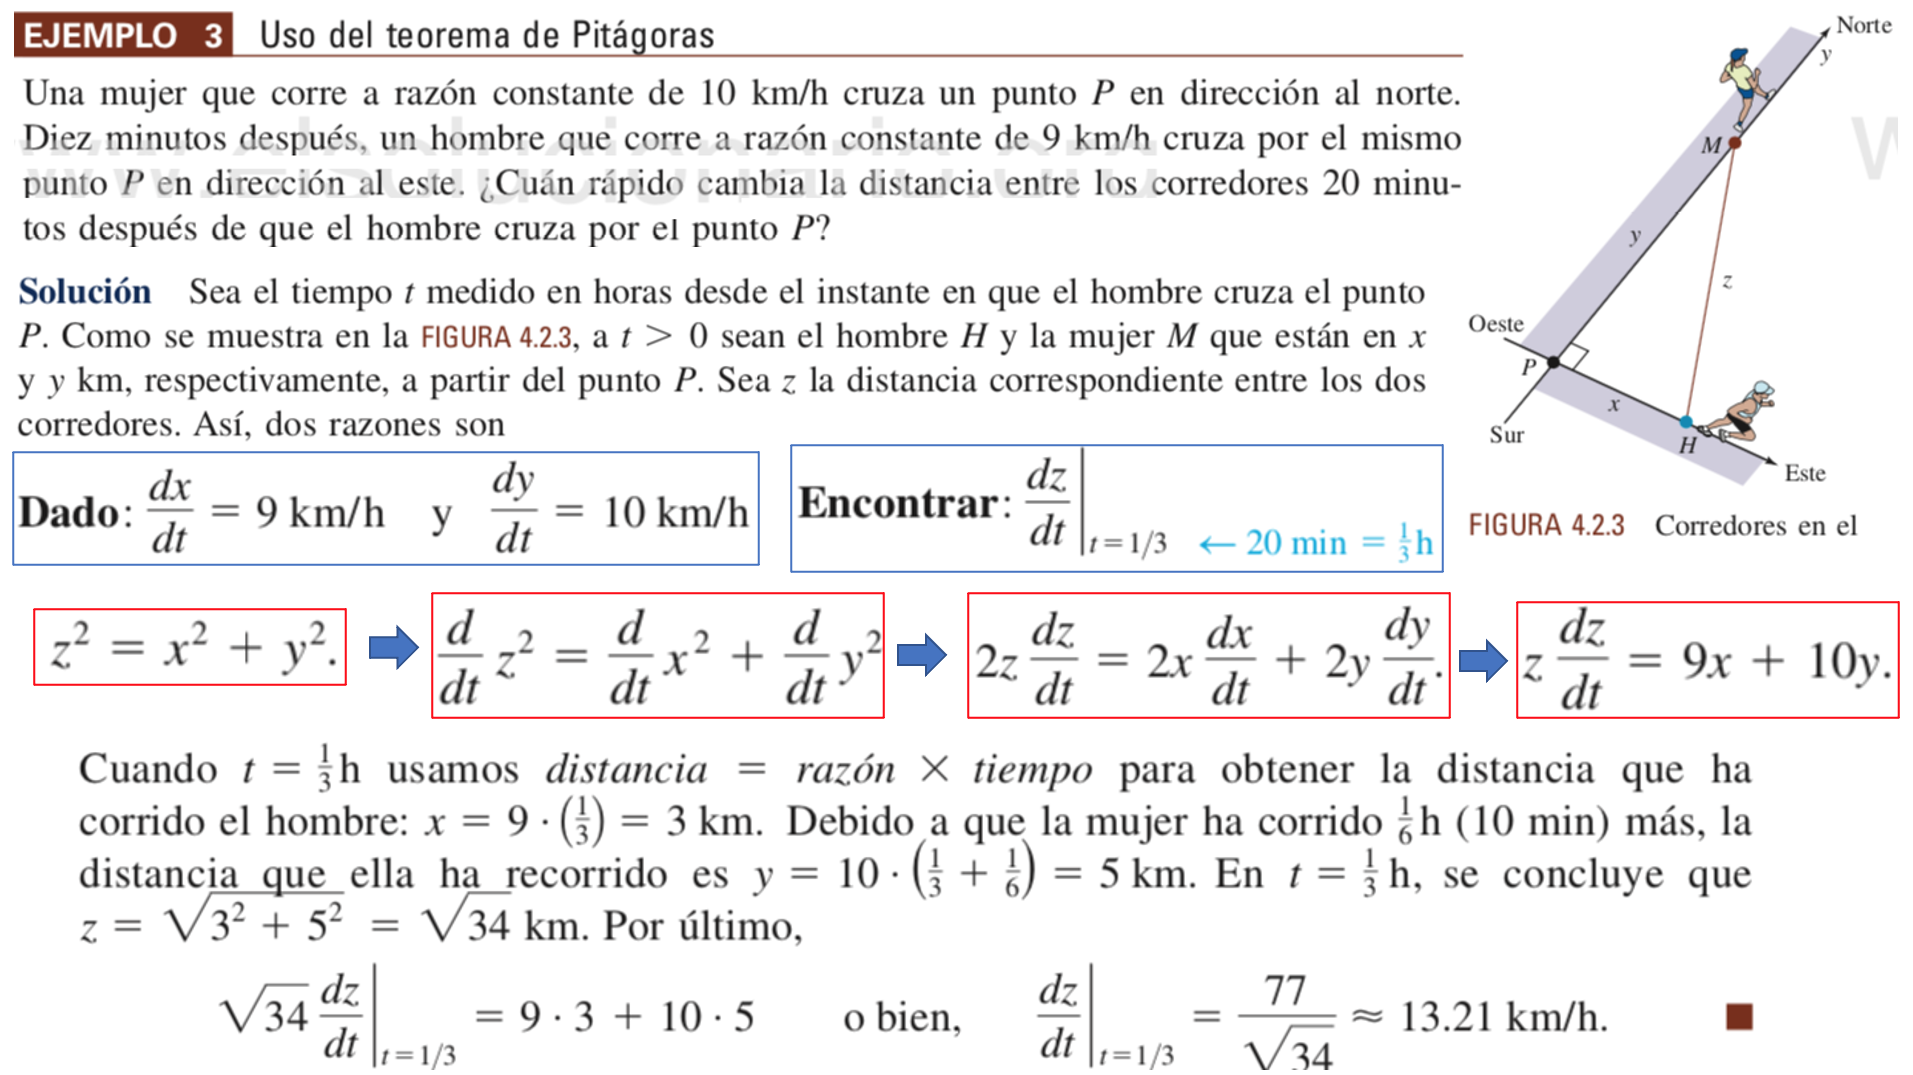 EJEMPLO 3 Uso del teorema de Pitágoras
Una mujer que corre a razón constante de 10 km/h cruza un punto P en dirección al norte.
Diez minutos después, un hombre que corre a razón constante de 9 km/h cruza por el mismo
punto P en dirección al este. ¿Cuán rápido cambia la distancia entre los corredores 20 minu-
tos después de que el hombre cruza por el punto P?
Solución Sea el tiempo t medido en horas desde el instante en que el hombre cruza el punto
P. Como se muestra en la FIGURA 4.2.3, a t > 0 sean el hombre H y la mujer M que están en x
y y km, respectivamente, a partir del punto P. Sea z la distancia correspondiente entre los dos
corredores. Así, dos razones son
Norte
y
M
y
z
Oeste
P
x
Sur
H
Este
FIGURA 4.2.3 Corredores en el
Dado: dx/dt = 9 km/h y dy/dt = 10 km/h
Encontrar: dz/dt |t = 1/3 ← 20 min = 1/3 h
z² = x² + y².
d/dt z² = d/dt x² + d/dt y²
2z dz/dt = 2x dx/dt + 2y dy/dt.
z dz/dt = 9x + 10y.
Cuando t = 1/3 h usamos distancia = razón × tiempo para obtener la distancia que ha
corrido el hombre: x = 9 · (1/3) = 3 km. Debido a que la mujer ha corrido 1/6 h (10 min) más, la
distancia que ella ha recorrido es y = 10 · (1/3 + 1/6) = 5 km. En t = 1/3 h, se concluye que
z = √(3² + 5²) = √34 km. Por último,
√34 dz/dt |t = 1/3 = 9 · 3 + 10 · 5 o bien, dz/dt |t = 1/3 = 77/√34 ≈ 13.21 km/h.